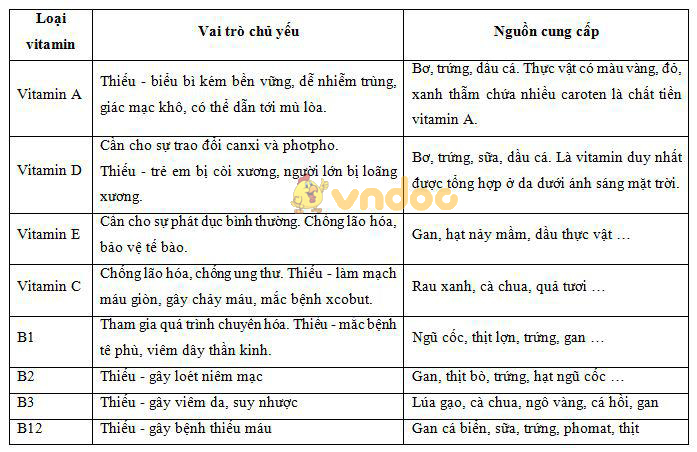 Loại
vitamin
Vai trò chủ yếu
Nguồn cung cấp
Vitamin A
Thiếu - biểu bì kém bền vững, dễ nhiễm trùng,
giác mạc khô, có thể dẫn tới mù lòa.
Bơ, trứng, dầu cá. Thực vật có màu vàng, đỏ,
xanh thẫm chứa nhiều caroten là chất tiền
vitamin A.
Vitamin D
Cần cho sự trao đổi canxi và photpho.
Thiếu - trẻ em bị còi xương, người lớn bị loãng
xương.
Bơ, trứng, sữa, dầu cá. Là vitamin duy nhất
được tổng hợp ở da dưới ánh sáng mặt trời.
vndoc
Vitamin E
Cần cho sự phát dục bình thường. Chống lão hóa,
bảo vệ tế bào.
Gan, hạt nảy mầm, dầu thực vật …
Vitamin C
Chống lão hóa, chống ung thư. Thiếu - làm mạch
máu giòn, gây chảy máu, mắc bệnh xcobut.
Rau xanh, cà chua, quả tươi …
B1
Tham gia quá trình chuyển hóa. Thiếu - mắc bệnh
tê phù, viêm dây thần kinh.
Ngũ cốc, thịt lợn, trứng, gan …
B2
Thiếu - gây loét niêm mạc
Gan, thịt bò, trứng, hạt ngũ cốc …
B3
Thiếu - gây viêm da, suy nhược
Lúa gạo, cà chua, ngô vàng, cá hồi, gan
B12
Thiếu - gây bệnh thiếu máu
Gan cá biển, sữa, trứng, phomat, thịt